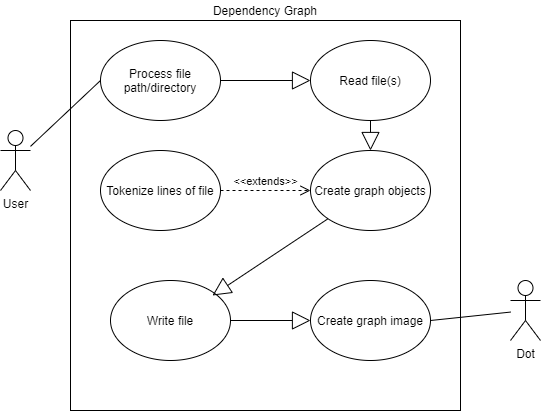 Dependency Graph
Process file
path/directory
Read file(s)
User
Tokenize lines of file
<<extends>>
Create graph objects
Write file
Create graph image
Dot